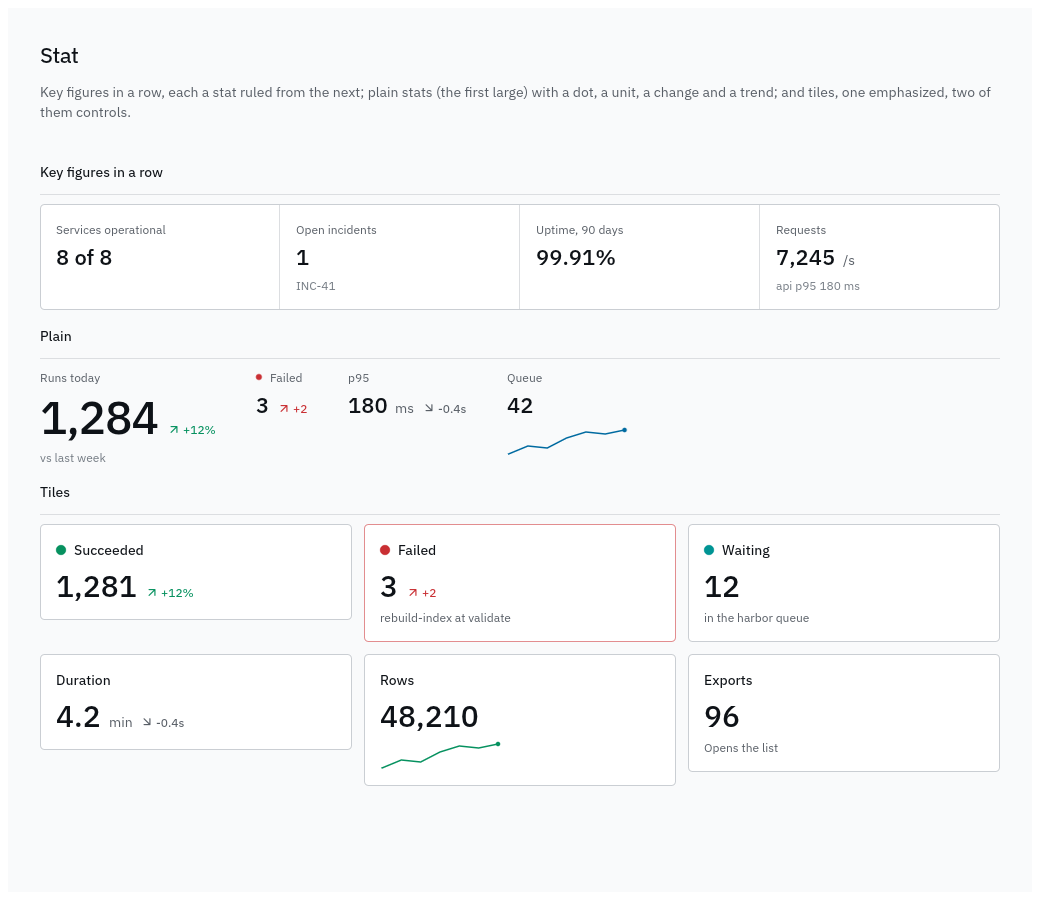 Stat
Key figures in a row, each a stat ruled from the next; plain stats (the first large) with a dot, a unit, a change and a trend; and tiles, one emphasized, two of
them controls.
Key figures in a row
Services operational
8 of 8
Open incidents
1
INC-41
Uptime, 90 days
99.91%
Requests
7,245 /s
api p95 180 ms
Plain
Runs today
1,284 +12%
vs last week
Failed
3 +2
p95
180 ms -0.4s
Queue
42
Tiles
Succeeded
1,281 +12%
Failed
3 +2
rebuild-index at validate
Waiting
12
in the harbor queue
Duration
4.2 min -0.4s
Rows
48,210
Exports
96
Opens the list